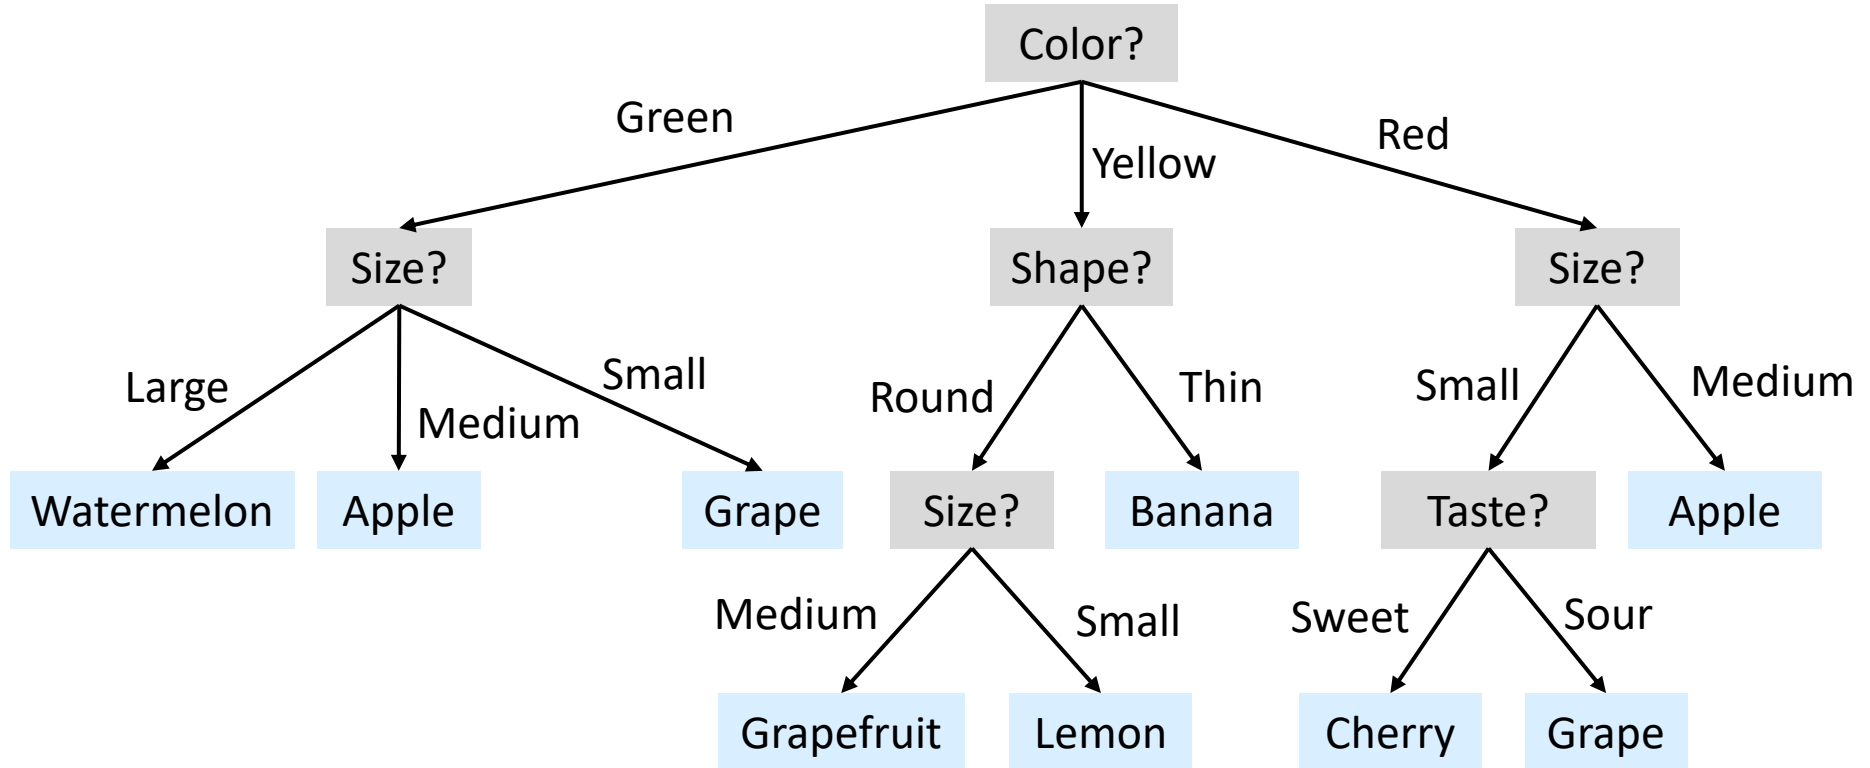 Color?
Green
Yellow
Red
Size?
Shape?
Size?
Large
Medium
Small
Round
Thin
Small
Medium
Watermelon
Apple
Grape
Size?
Banana
Taste?
Apple
Medium
Small
Sweet
Sour
Grapefruit
Lemon
Cherry
Grape